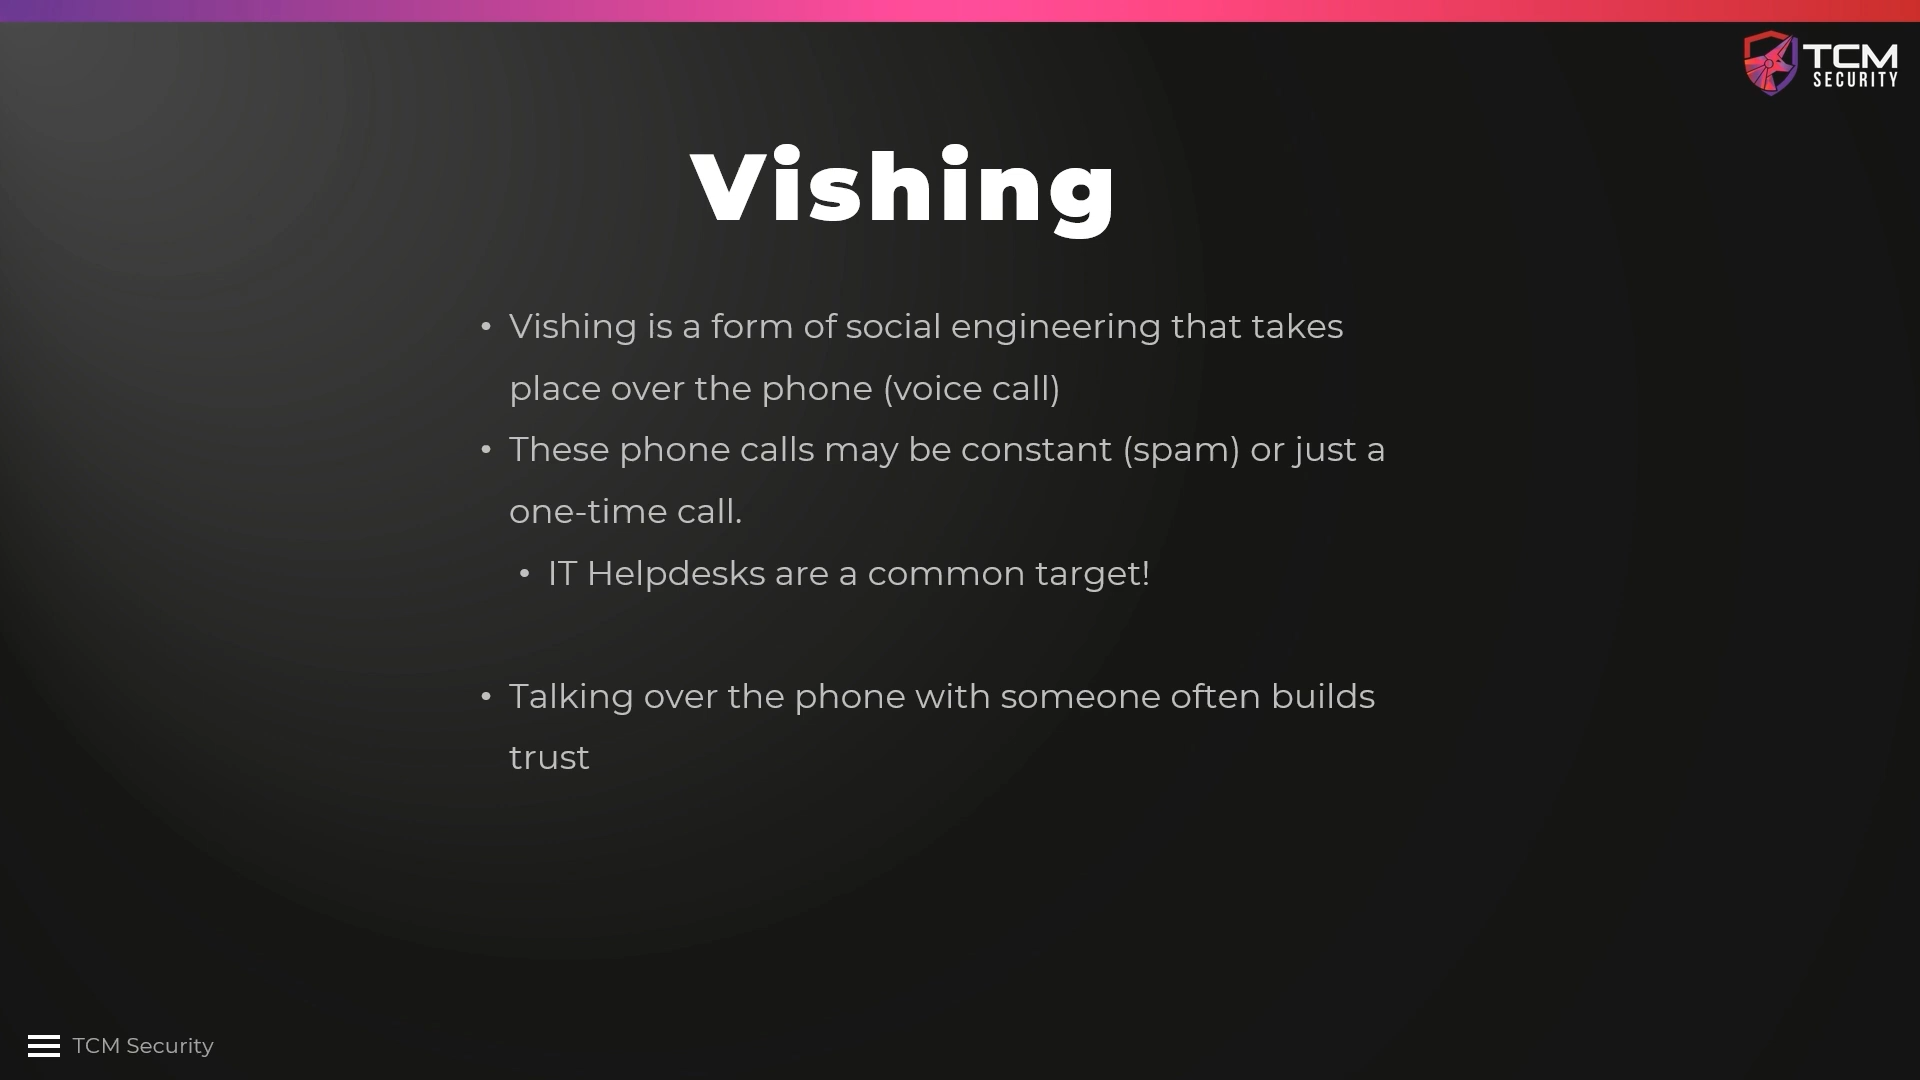 TCM
SECURITY
Vishing
• Vishing is a form of social engineering that takes
place over the phone (voice call)
• These phone calls may be constant (spam) or just a
one-time call.
• IT Helpdesks are a common target!
• Talking over the phone with someone often builds
trust
TCM Security